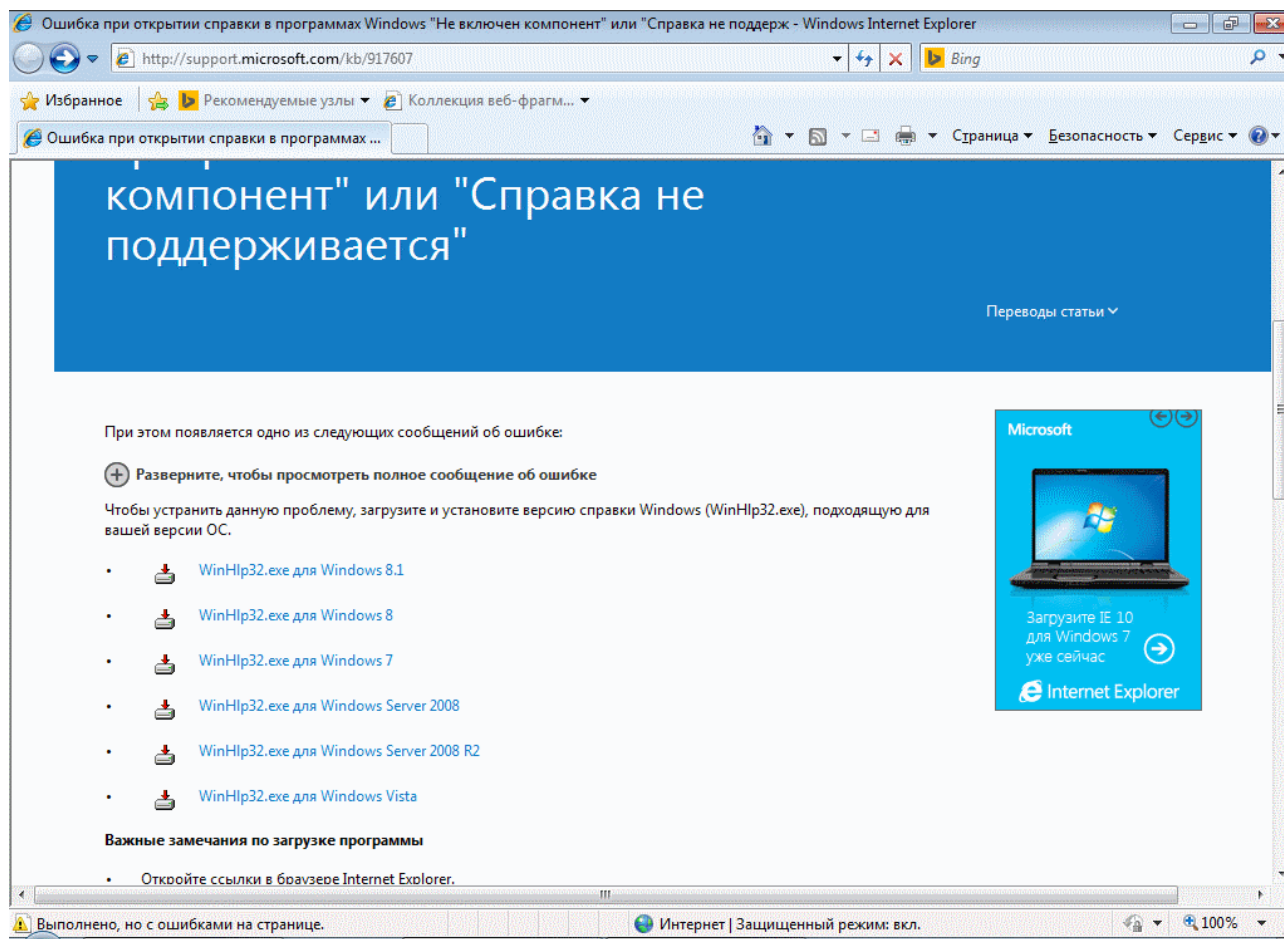 Ошибка при открытии справки в программах Windows "Не включен компонент" или "Справка не поддерж - Windows Internet Explorer
http://support.microsoft.com/kb/917607
Bing
Избранное
Рекомендуемые узлы
Коллекция веб-фрагм...
Ошибка при открытии справки в программах ...
Страница
Безопасность
Сервис
компонент" или "Справка не
поддерживается"
Переводы статьи
При этом появляется одно из следующих сообщений об ошибке:
Разверните, чтобы просмотреть полное сообщение об ошибке
Чтобы устранить данную проблему, загрузите и установите версию справки Windows (WinHlp32.exe), подходящую для
вашей версии ОС.
• WinHlp32.exe для Windows 8.1
• WinHlp32.exe для Windows 8
• WinHlp32.exe для Windows 7
• WinHlp32.exe для Windows Server 2008
• WinHlp32.exe для Windows Server 2008 R2
• WinHlp32.exe для Windows Vista
Важные замечания по загрузке программы
• Откройте ссылки в браузере Internet Explorer.
Microsoft
Загрузите IE 10
для Windows 7
уже сейчас
Internet Explorer
Выполнено, но с ошибками на странице.
Интернет | Защищенный режим: вкл.
100%